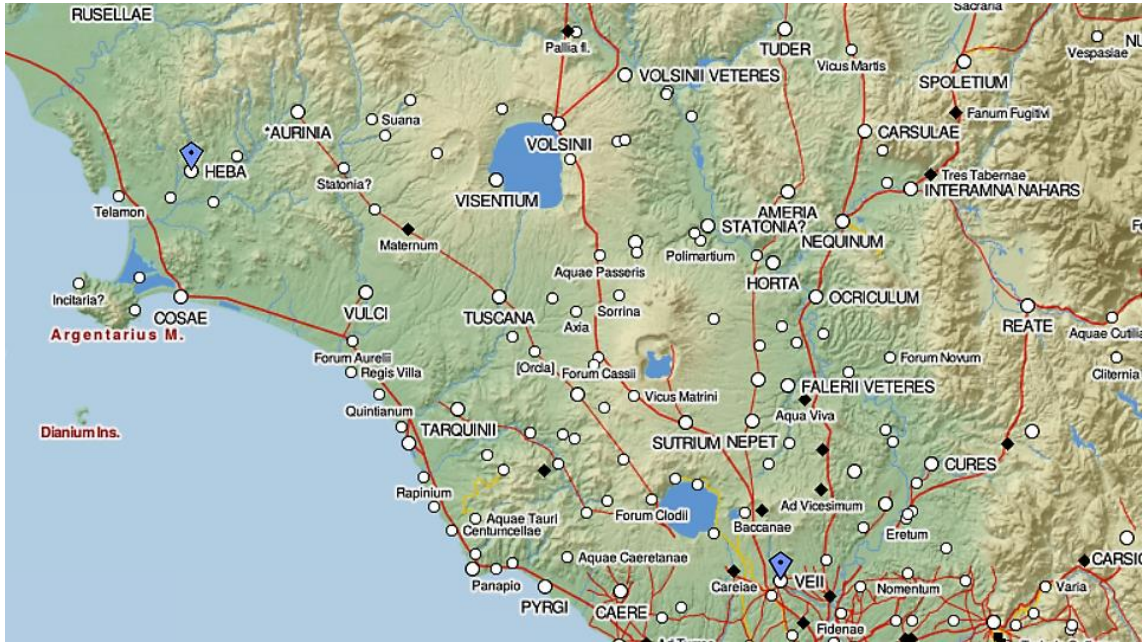 RUSELLAE
Sacraria
Pallia fl.
TUDER
Vicus Martis
Vespasiae
NU
VOLSINII VETERES
SPOLETIUM
Suana
*AURINIA
Fanum Fugitivi
CARSULAE
VOLSINII
HEBA
Statonia?
Tres Tabernae
INTERAMNA NAHARS
VISENTIUM
Telamon
AMERIA
STATONIA?
NEQUINUM
Maternum
Polimartium
Aquae Passeris
HORTA
Incitaria?
COSAE
VULCI
TUSCANA
Axia
Sorrina
OCRICULUM
REATE
Aquae Cutilia
Argentarius M.
Forum Aurelii
Regis Villa
[Orcla]
Forum Cassii
Forum Novum
Cliternia
Quintianum
Vicus Matrini
FALERII VETERES
Aqua Viva
Dianium Ins.
TARQUINII
SUTRIUM
NEPET
CURES
Rapinium
Aquae Tauri
Centumcellae
Forum Clodii
Baccanae
Ad Vicesimum
Eretum
Aquae Caeretanae
Panapio
PYRGI
CAERE
Careiae
VEII
Nomentum
Varia
CARSIO
Fidenae